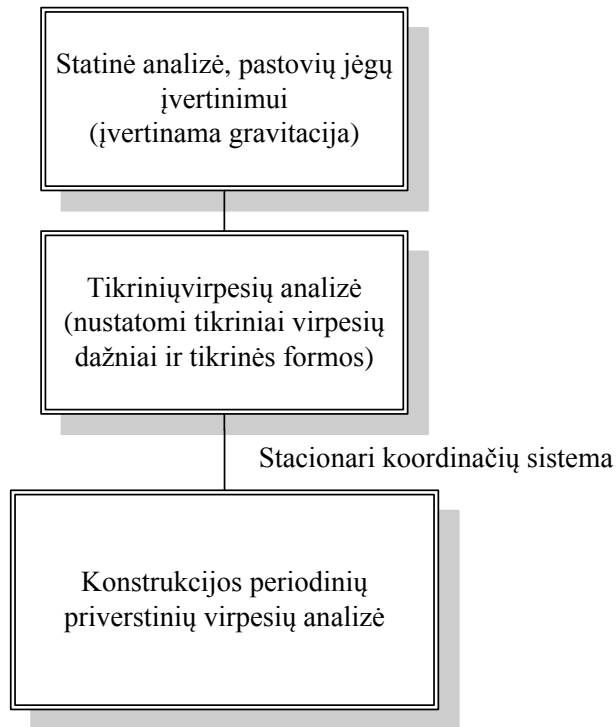 Statinė analizė, pastovių jėgų
įvertinimui
(įvertinama gravitacija)
Tikriniųvirpesių analizė
(nustatomi tikriniai virpesių
dažniai ir tikrinės formos)
Stacionari koordinačių sistema
Konstrukcijos periodinių
priverstinių virpesių analizė